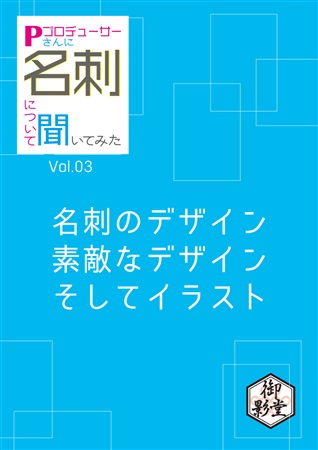 Pプロデューサー
さんに
名刺
について
聞いてみた
Vol.03
名刺のデザイン
素敵なデザイン
そしてイラスト
御影堂